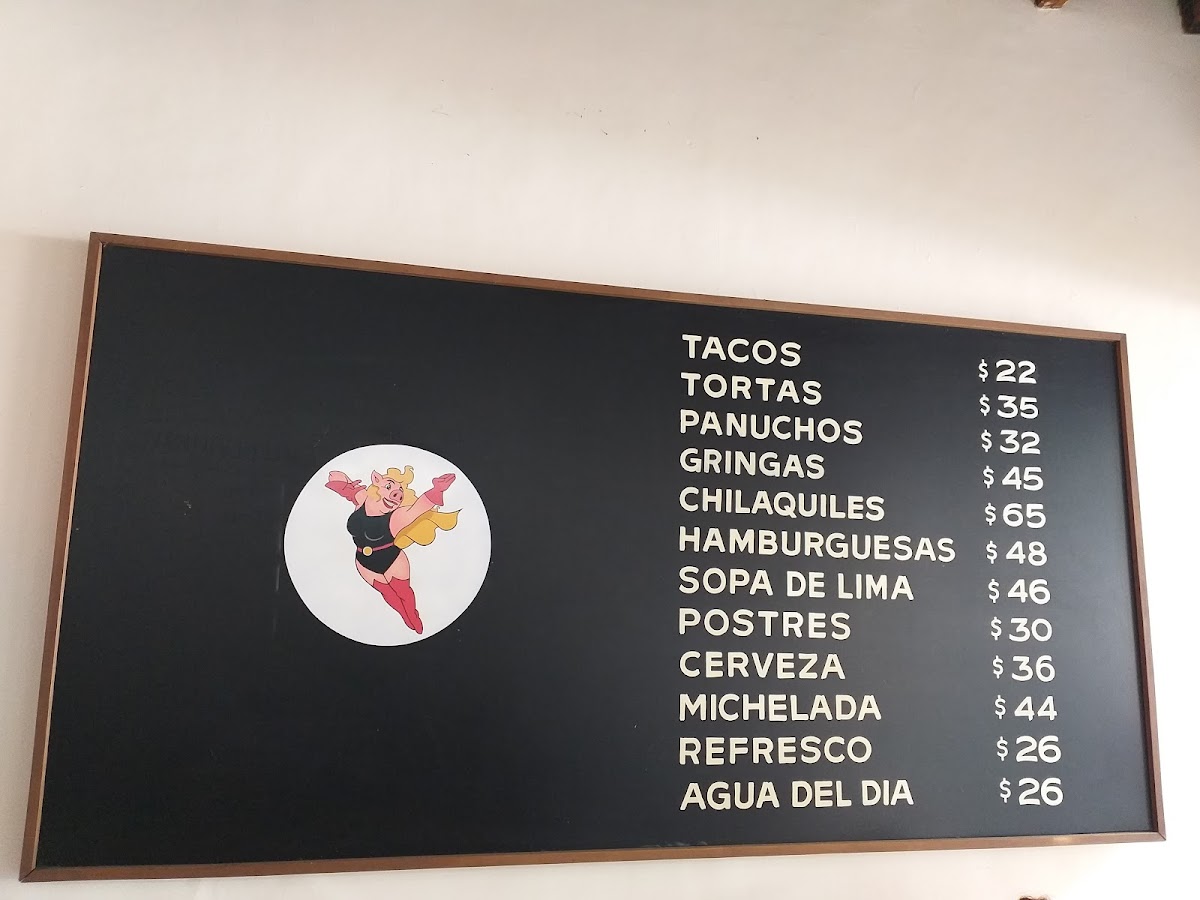 TACOS $22
TORTAS $35
PANUCHOS $32
GRINGAS $45
CHILAQUILES $65
HAMBURGUESAS $48
SOPA DE LIMA $46
POSTRES $30
CERVEZA $36
MICHELADA $44
REFRESCO $26
AGUA DEL DIA $26